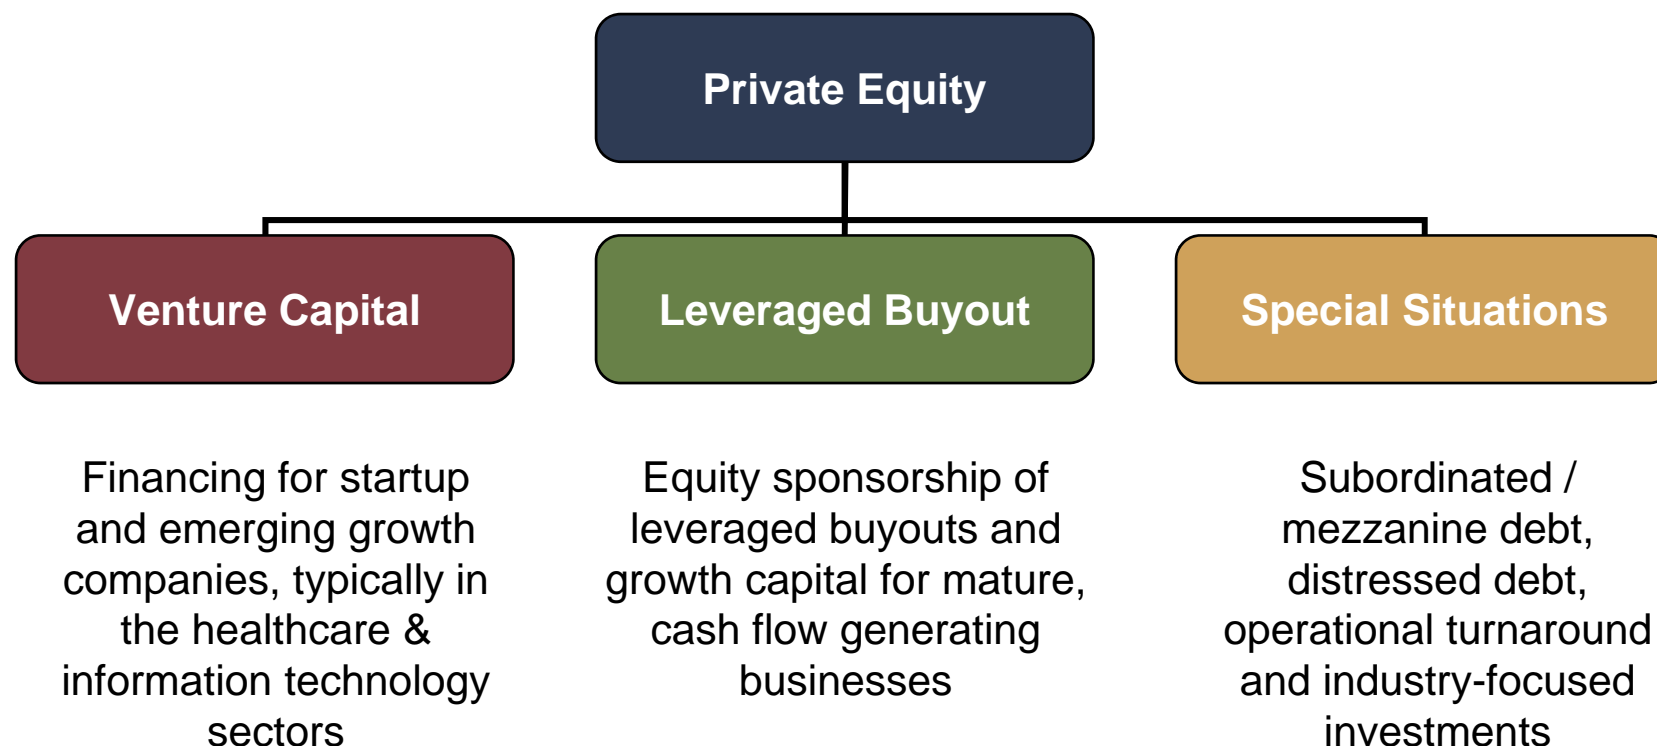 Private Equity
Venture Capital
Leveraged Buyout
Special Situations
Financing for startup
and emerging growth
companies, typically in
the healthcare &
information technology
sectors
Equity sponsorship of
leveraged buyouts and
growth capital for mature,
cash flow generating
businesses
Subordinated /
mezzanine debt,
distressed debt,
operational turnaround
and industry-focused
investments